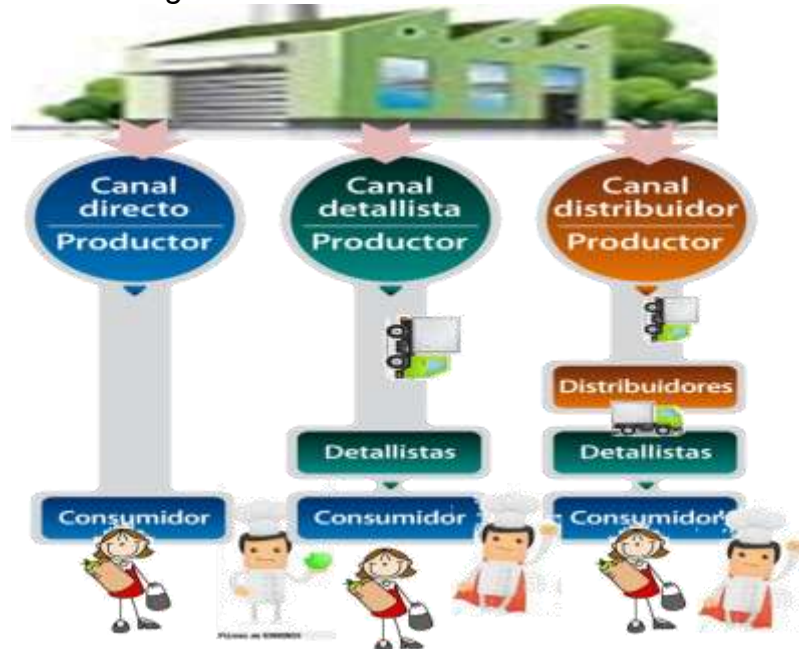 Canal
directo
Productor
Canal
detallista
Productor
Canal
distribuidor
Productor
Distribuidores
Detallistas
Detallistas
Consumidor
Consumidor
Consumidor